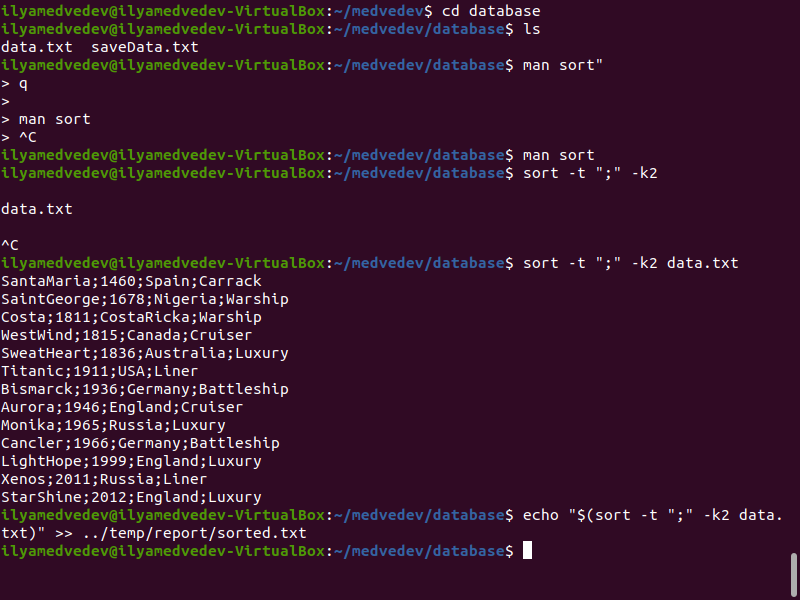 ilyamedvedev@ilyamedvedev-VirtualBox:~/medvedev$ cd database
ilyamedvedev@ilyamedvedev-VirtualBox:~/medvedev/database$ ls
data.txt  saveData.txt
ilyamedvedev@ilyamedvedev-VirtualBox:~/medvedev/database$ man sort"
> q
>
> man sort
> ^C
ilyamedvedev@ilyamedvedev-VirtualBox:~/medvedev/database$ man sort
ilyamedvedev@ilyamedvedev-VirtualBox:~/medvedev/database$ sort -t ";" -k2
data.txt
^C
ilyamedvedev@ilyamedvedev-VirtualBox:~/medvedev/database$ sort -t ";" -k2 data.txt
SantaMaria;1460;Spain;Carrack
SaintGeorge;1678;Nigeria;Warship
Costa;1811;CostaRicka;Warship
WestWind;1815;Canada;Cruiser
SweatHeart;1836;Australia;Luxury
Titanic;1911;USA;Liner
Bismarck;1936;Germany;Battleship
Aurora;1946;England;Cruiser
Monika;1965;Russia;Luxury
Cancler;1966;Germany;Battleship
LightHope;1999;England;Luxury
Xenos;2011;Russia;Liner
StarShine;2012;England;Luxury
ilyamedvedev@ilyamedvedev-VirtualBox:~/medvedev/database$ echo "$(sort -t ";" -k2 data.
txt)" >> ../temp/report/sorted.txt
ilyamedvedev@ilyamedvedev-VirtualBox:~/medvedev/database$